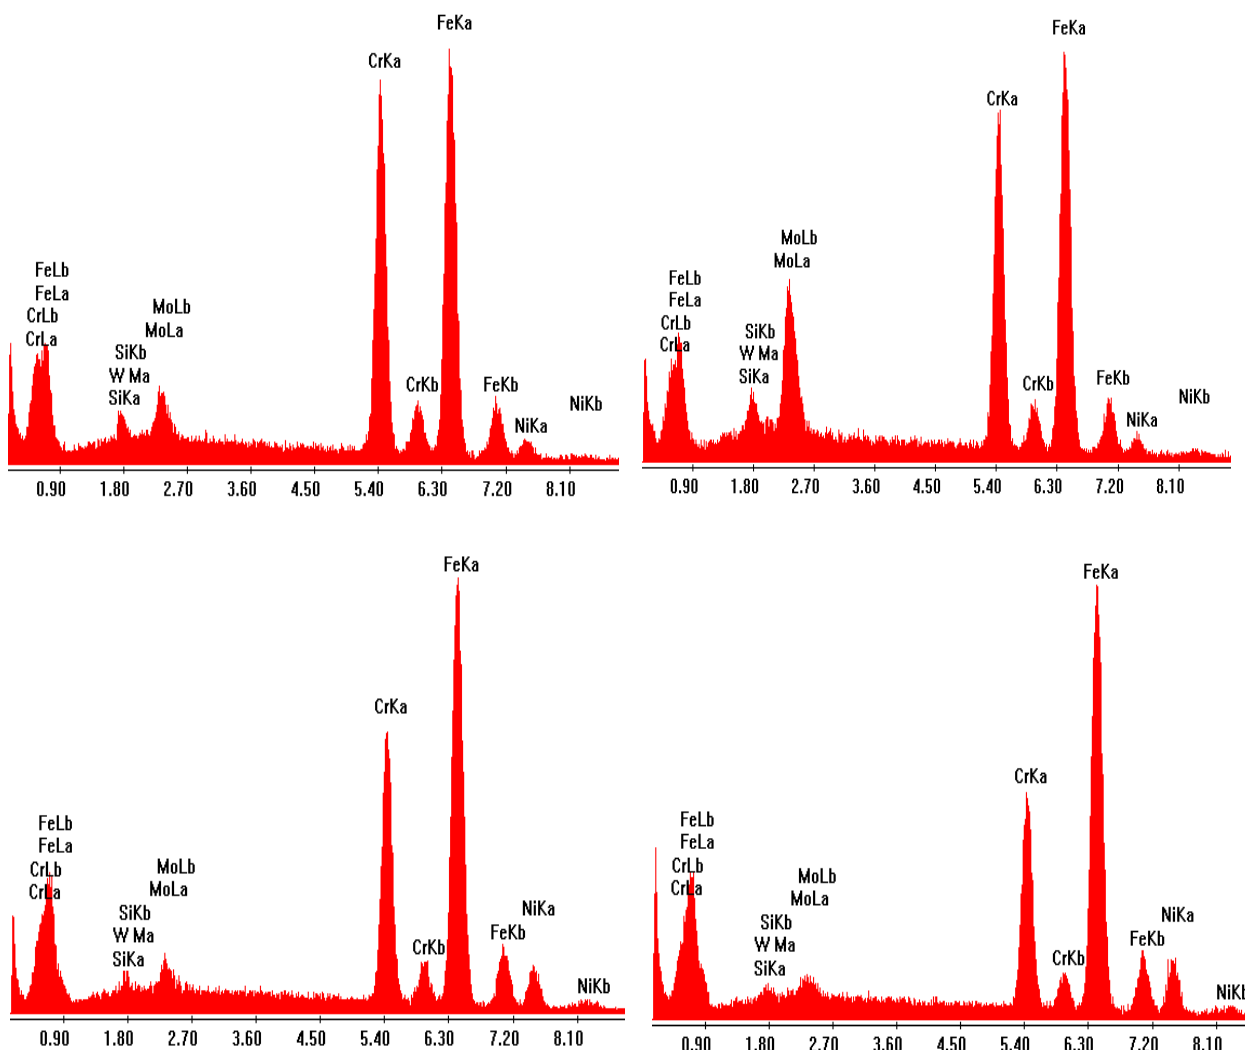 FeKa
CrKa
FeLb
FeLa
CrLb
CrLa
MoLb
MoLa
SiKb
W Ma
SiKa
CrKb
FeKb
NiKa
NiKb
0.90 1.80 2.70 3.60 4.50 5.40 6.30 7.20 8.10
FeKa
CrKa
MoLb
MoLa
FeLb
FeLa
CrLb
CrLa
SiKb
W Ma
SiKa
CrKb
FeKb
NiKa
NiKb
0.90 1.80 2.70 3.60 4.50 5.40 6.30 7.20 8.10
FeKa
CrKa
FeLb
FeLa
CrLb
CrLa
MoLb
MoLa
SiKb
W Ma
SiKa
CrKb
FeKb
NiKa
NiKb
0.90 1.80 2.70 3.60 4.50 5.40 6.30 7.20 8.10
FeKa
CrKa
FeLb
FeLa
CrLb
CrLa
MoLb
MoLa
SiKb
W Ma
SiKa
CrKb
FeKb
NiKa
NiKb
0.90 1.80 2.70 3.60 4.50 5.40 6.30 7.20 8.10